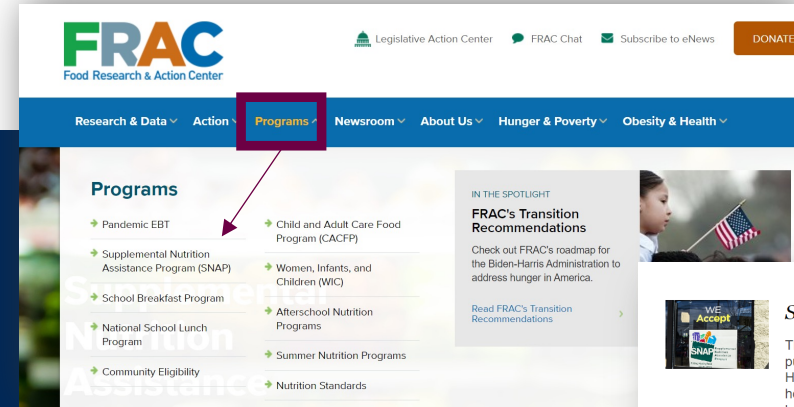 FRAC
Food Research & Action Center
Legislative Action Center
FRAC Chat
Subscribe to eNews
DONATE
Research & Data
Action
Programs
Newsroom
About Us
Hunger & Poverty
Obesity & Health
Programs
Pandemic EBT
Supplemental Nutrition
Assistance Program (SNAP)
School Breakfast Program
National School Lunch
Program
Community Eligibility
Child and Adult Care Food
Program (CACFP)
Women, Infants, and
Children (WIC)
Afterschool Nutrition
Programs
Summer Nutrition Programs
Nutrition Standards
IN THE SPOTLIGHT
FRAC's Transition
Recommendations
Check out FRAC's roadmap for
the Biden-Harris Administration to
address hunger in America.
Read FRAC's Transition
Recommendations
Supplemental
Nutrition
Assistance
WE
Accept
SNAP